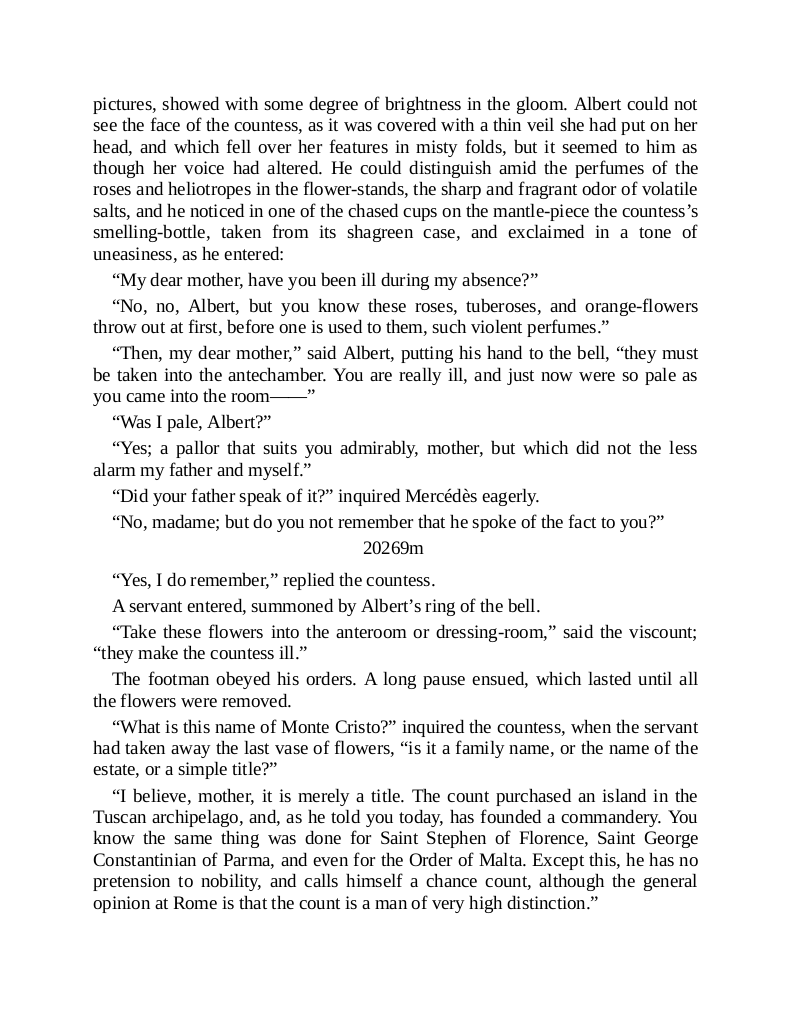 pictures, showed with some degree of brightness in the gloom. Albert could not
see the face of the countess, as it was covered with a thin veil she had put on her
head, and which fell over her features in misty folds, but it seemed to him as
though her voice had altered. He could distinguish amid the perfumes of the
roses and heliotropes in the flower-stands, the sharp and fragrant odor of volatile
salts, and he noticed in one of the chased cups on the mantle-piece the countess’s
smelling-bottle, taken from its shagreen case, and exclaimed in a tone of
uneasiness, as he entered:
“My dear mother, have you been ill during my absence?”
“No, no, Albert, but you know these roses, tuberoses, and orange-flowers
throw out at first, before one is used to them, such violent perfumes.”
“Then, my dear mother,” said Albert, putting his hand to the bell, “they must
be taken into the antechamber. You are really ill, and just now were so pale as
you came into the room——”
“Was I pale, Albert?”
“Yes; a pallor that suits you admirably, mother, but which did not the less
alarm my father and myself.”
“Did your father speak of it?” inquired Mercédès eagerly.
“No, madame; but do you not remember that he spoke of the fact to you?”
20269m
“Yes, I do remember,” replied the countess.
A servant entered, summoned by Albert’s ring of the bell.
“Take these flowers into the anteroom or dressing-room,” said the viscount;
“they make the countess ill.”
The footman obeyed his orders. A long pause ensued, which lasted until all
the flowers were removed.
“What is this name of Monte Cristo?” inquired the countess, when the servant
had taken away the last vase of flowers, “is it a family name, or the name of the
estate, or a simple title?”
“I believe, mother, it is merely a title. The count purchased an island in the
Tuscan archipelago, and, as he told you today, has founded a commandery. You
know the same thing was done for Saint Stephen of Florence, Saint George
Constantinian of Parma, and even for the Order of Malta. Except this, he has no
pretension to nobility, and calls himself a chance count, although the general
opinion at Rome is that the count is a man of very high distinction.”